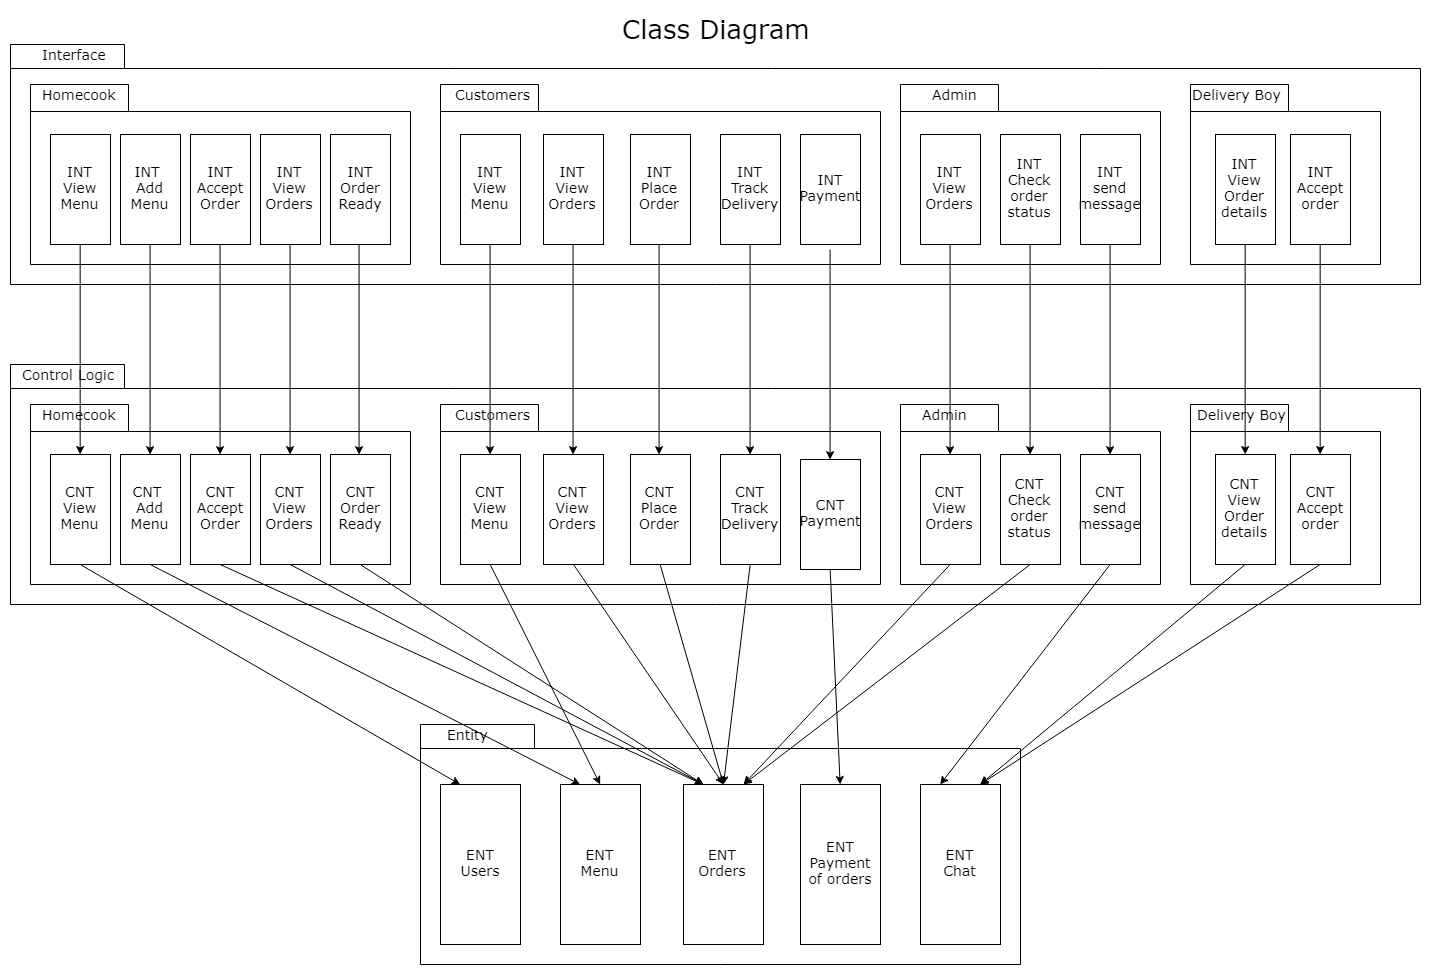 Class Diagram
Interface
Homecook
INT
View
Menu
INT
Add
Menu
INT
Accept
Order
INT
View
Orders
INT
Order
Ready
Customers
INT
View
Menu
INT
View
Orders
INT
Place
Order
INT
Track
Delivery
INT
Payment
Admin
INT
View
Orders
INT
Check
order
status
INT
send
message
Delivery Boy
INT
View
Order
details
INT
Accept
order
Control Logic
Homecook
CNT
View
Menu
CNT
Add
Menu
CNT
Accept
Order
CNT
View
Orders
CNT
Order
Ready
Customers
CNT
View
Menu
CNT
View
Orders
CNT
Place
Order
CNT
Track
Delivery
CNT
Payment
Admin
CNT
View
Orders
CNT
Check
order
status
CNT
send
message
Delivery Boy
CNT
View
Order
details
CNT
Accept
order
Entity
ENT
Users
ENT
Menu
ENT
Orders
ENT
Payment
of orders
ENT
Chat